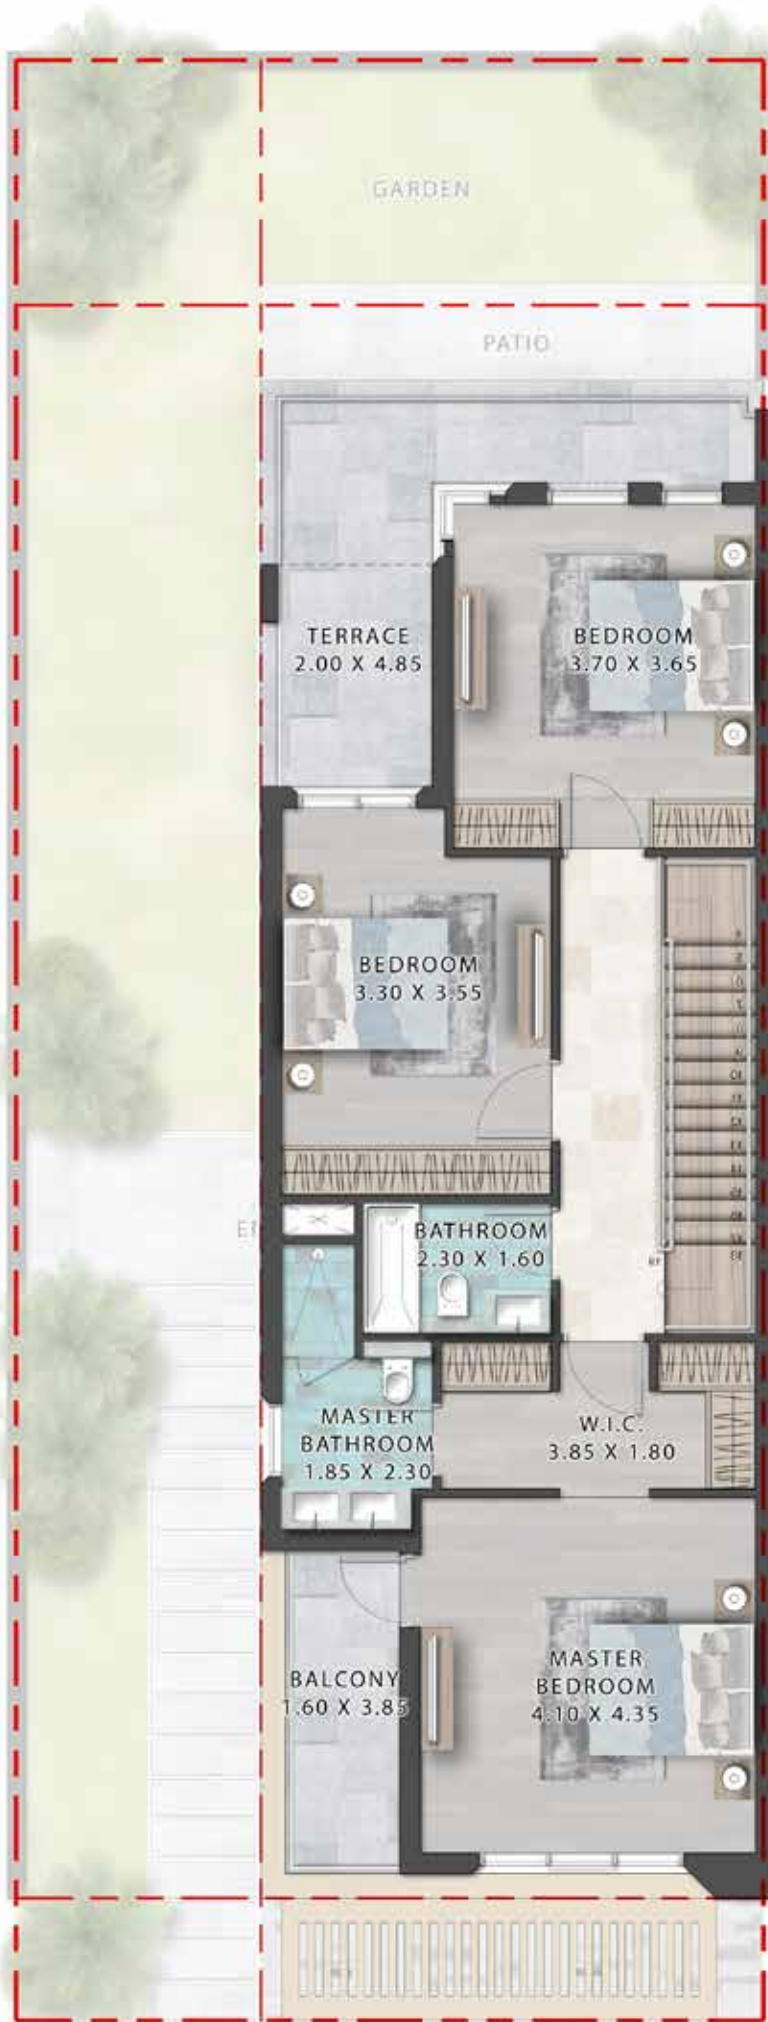 GARDEN
PATIO
TERRACE
2.00 X 4.85
BEDROOM
3.70 X 3.65
BEDROOM
3.30 X 3.55
BATHROOM
2.30 X 1.60
MASTER
BATHROOM
1.85 X 2.30
W.I.C.
3.85 X 1.80
BALCONY
1.60 X 3.85
MASTER
BEDROOM
4.10 X 4.35